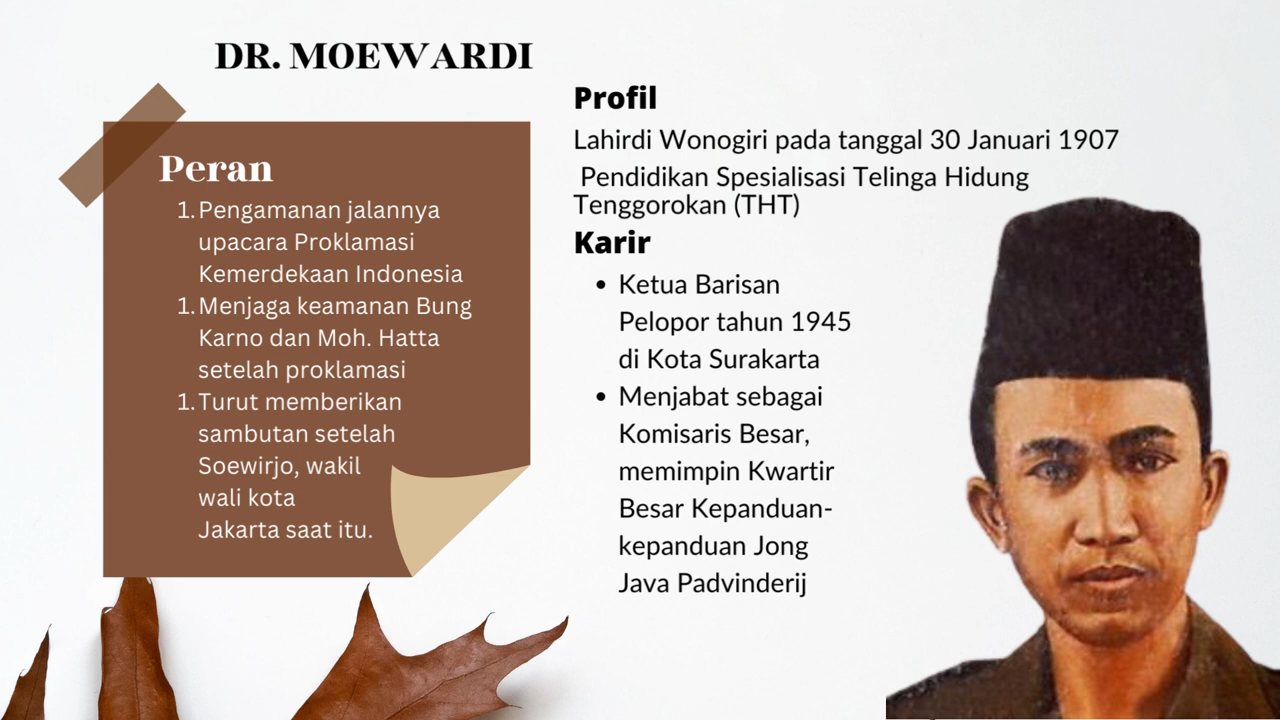 DR. MOEWARDI
Peran
1. Pengamanan jalannya
upacara Proklamasi
Kemerdekaan Indonesia
1. Menjaga keamanan Bung
Karno dan Moh. Hatta
setelah proklamasi
1. Turut memberikan
sambutan setelah
Soewirjo, wakil
wali kota
Jakarta saat itu.
Profil
Lahirdi Wonogiri pada tanggal 30 Januari 1907
Pendidikan Spesialisasi Telinga Hidung
Tenggorokan (THT)
Karir
• Ketua Barisan
Pelopor tahun 1945
di Kota Surakarta
• Menjabat sebagai
Komisaris Besar,
memimpin Kwartir
Besar Kepanduan-
kepanduan Jong
Java Padvinderij